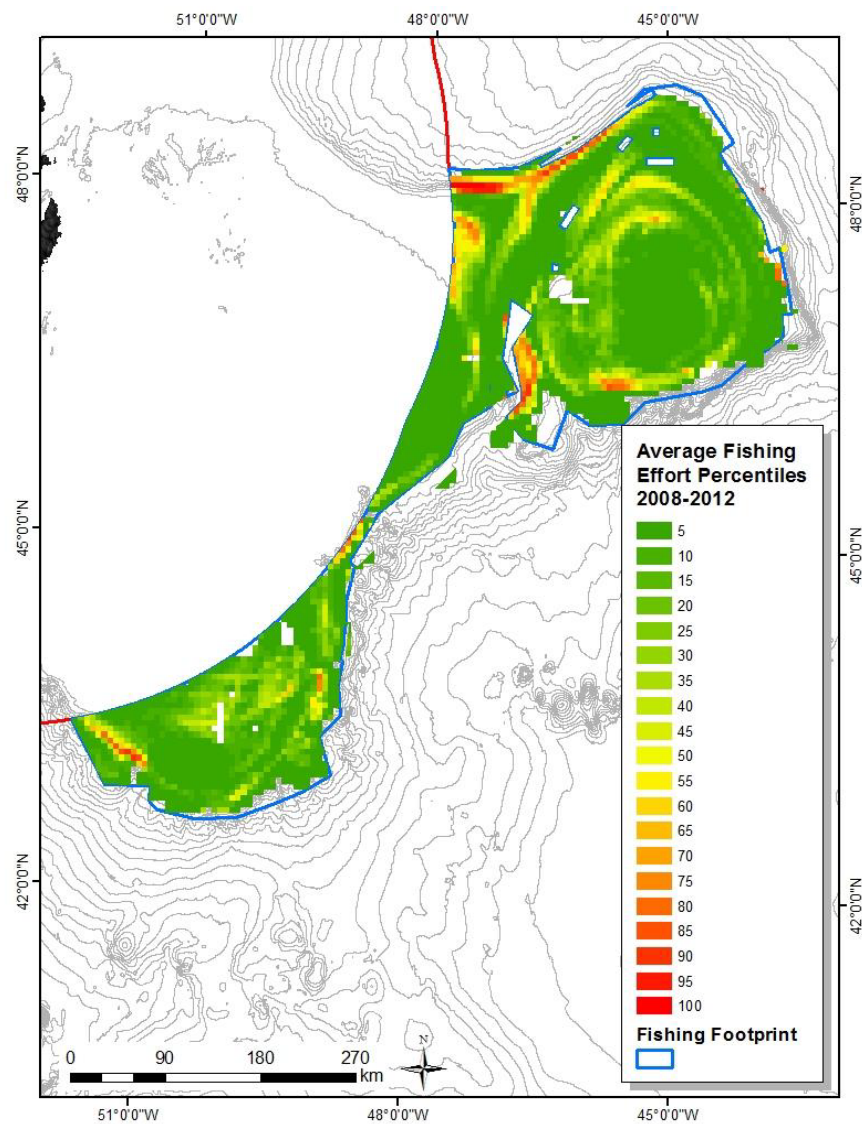 51°0'0"W 48°0'0"W 45°0'0"W
48°0'0"N
48°0'0"N
45°0'0"N
45°0'0"N
42°0'0"N
42°0'0"N
Average Fishing
Effort Percentiles
2008-2012
5
10
15
20
25
30
35
40
45
50
55
60
65
70
75
80
85
90
95
100
Fishing Footprint
N
0 90 180 270
km
51°0'0"W 48°0'0"W 45°0'0"W